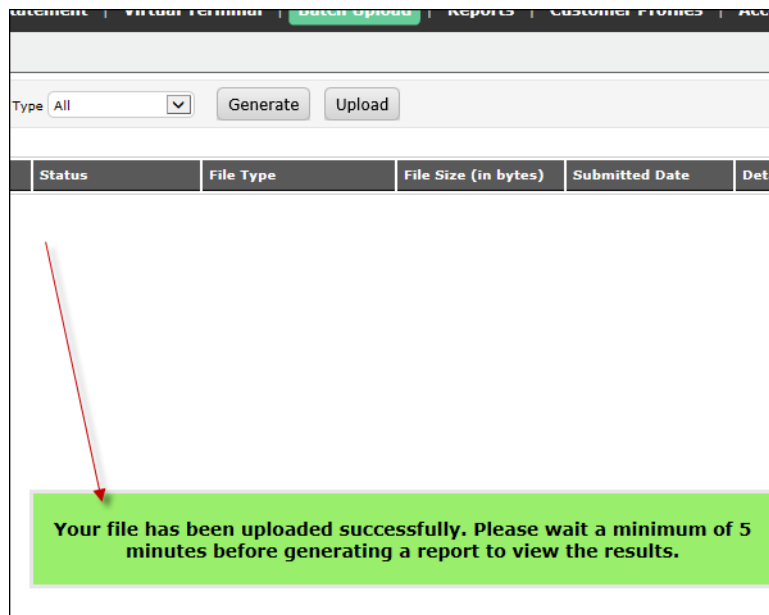 Virtual Terminal | Batch Upload | Reports | Customer Profiles |
Type All Generate Upload
Status File Type File Size (in bytes) Submitted Date
Your file has been uploaded successfully. Please wait a minimum of 5
minutes before generating a report to view the results.